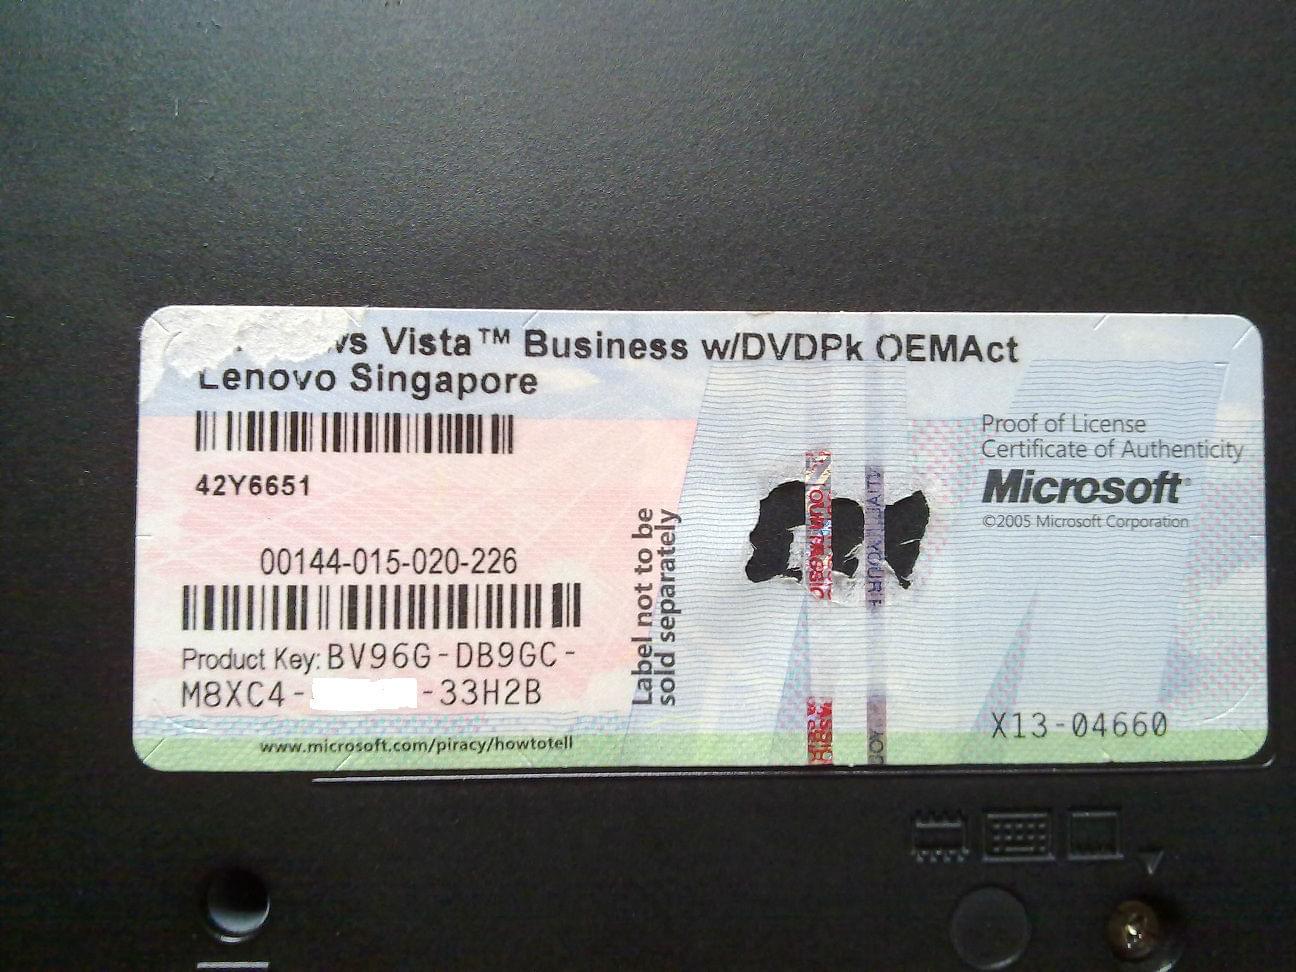 Vista™ Business w/DVDPk OEMAct
Lenovo Singapore
42Y6651
00144-015-020-226
Product Key: BV96G-DB9GC-
M8XC4- -33H2B
www.microsoft.com/piracy/howtotell
Label not to be
sold separately
Proof of License
Certificate of Authenticity
Microsoft®
©2005 Microsoft Corporation
X13-04660